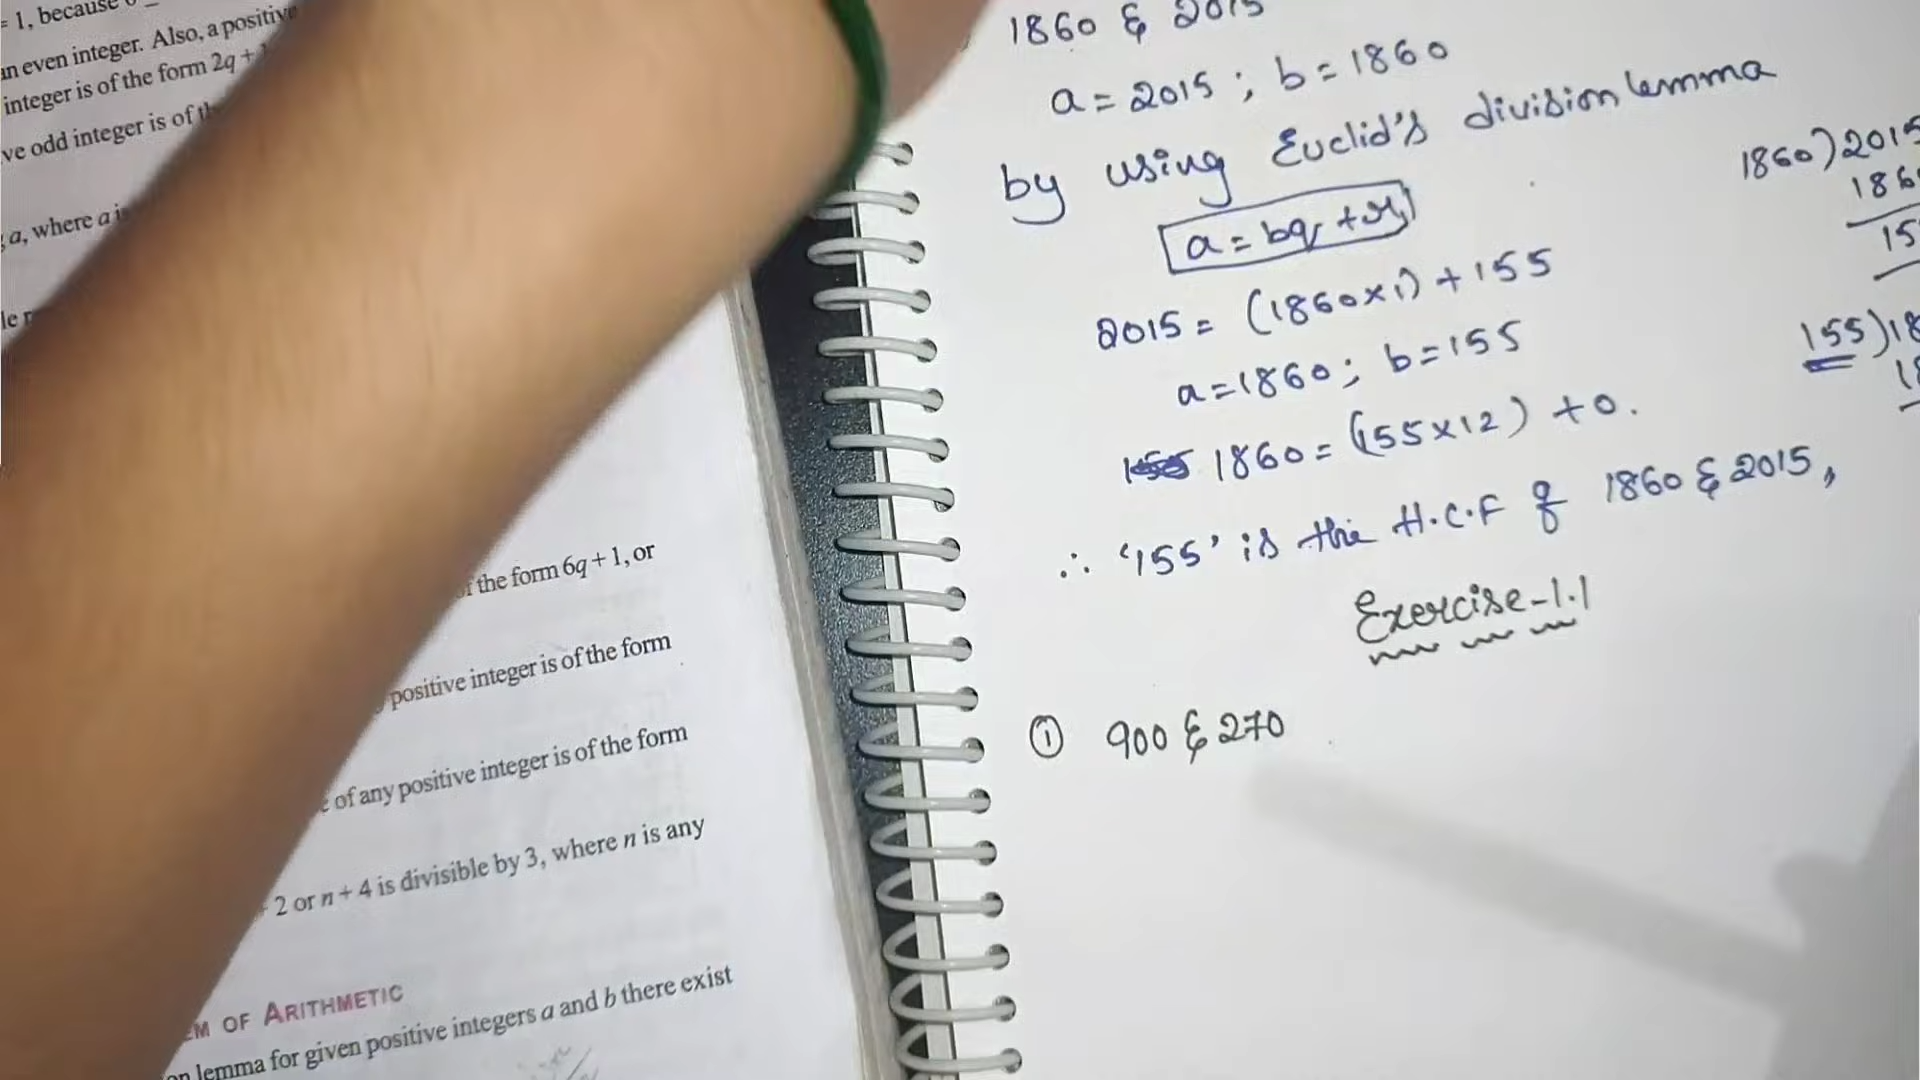 = 1, because
an even integer. Also, a positive
integer is of the form 2q +
ve odd integer is of
a, where a
the form 6q + 1, or
positive integer is of the form
of any positive integer is of the form
2 or n + 4 is divisible by 3, where n is any
OF ARITHMETIC
lemma for given positive integers a and b there exist
1860 & 2015
a = 2015 ; b = 1860
by using Euclid's division lemma
a = bq + r
2015 = (1860×1) + 155
a = 1860 ; b = 155
1860 = (155×12) + 0.
∴ '155' is the H.C.F of 1860 & 2015,
Exercise-1.1
① 900 & 270
1860)2015
186
15
155)18
18